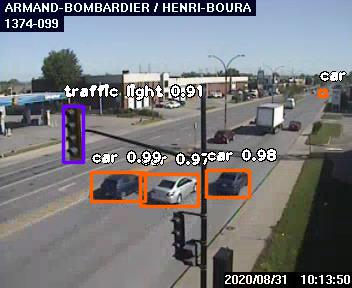 ARMAND-BOMBARDIER / HENRI-BOURA
1374-099
car
traffic light 0.91
car 0.99 car 0.97 car 0.98
2020/08/31 10:13:50